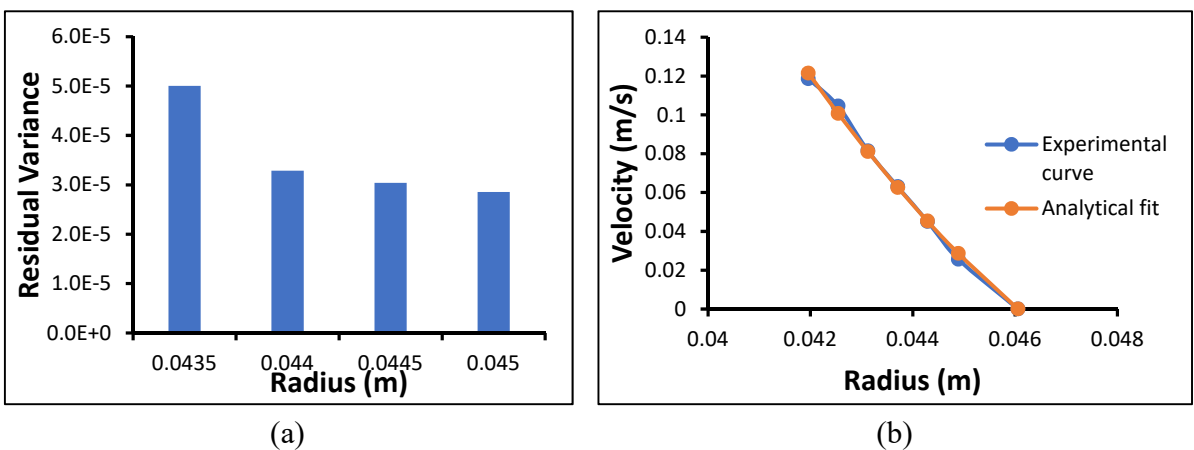 6.0E-5
5.0E-5
4.0E-5
3.0E-5
2.0E-5
1.0E-5
0.0E+0
Residual Variance
0.0435 0.044 0.0445 0.045
Radius (m)
(a)
0.14
0.12
0.1
0.08
0.06
0.04
0.02
0
Velocity (m/s)
Experimental
curve
Analytical fit
0.04 0.042 0.044 0.046 0.048
Radius (m)
(b)